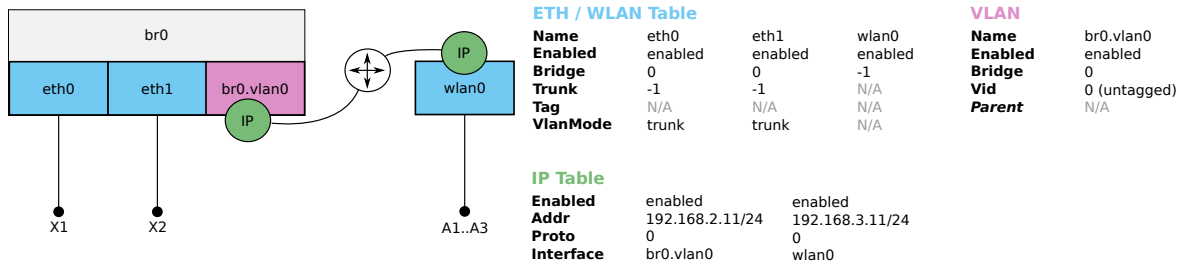 br0
eth0 eth1 br0.vlan0
IP
IP
wlan0
X1 X2 A1..A3
ETH / WLAN Table
Name eth0 eth1 wlan0
Enabled enabled enabled enabled
Bridge 0 0 -1
Trunk -1 -1 N/A
Tag N/A N/A N/A
VlanMode trunk trunk N/A
VLAN
Name br0.vlan0
Enabled enabled
Bridge 0
Vid 0 (untagged)
Parent N/A
IP Table
Enabled enabled enabled
Addr 192.168.2.11/24 192.168.3.11/24
Proto 0 0
Interface br0.vlan0 wlan0